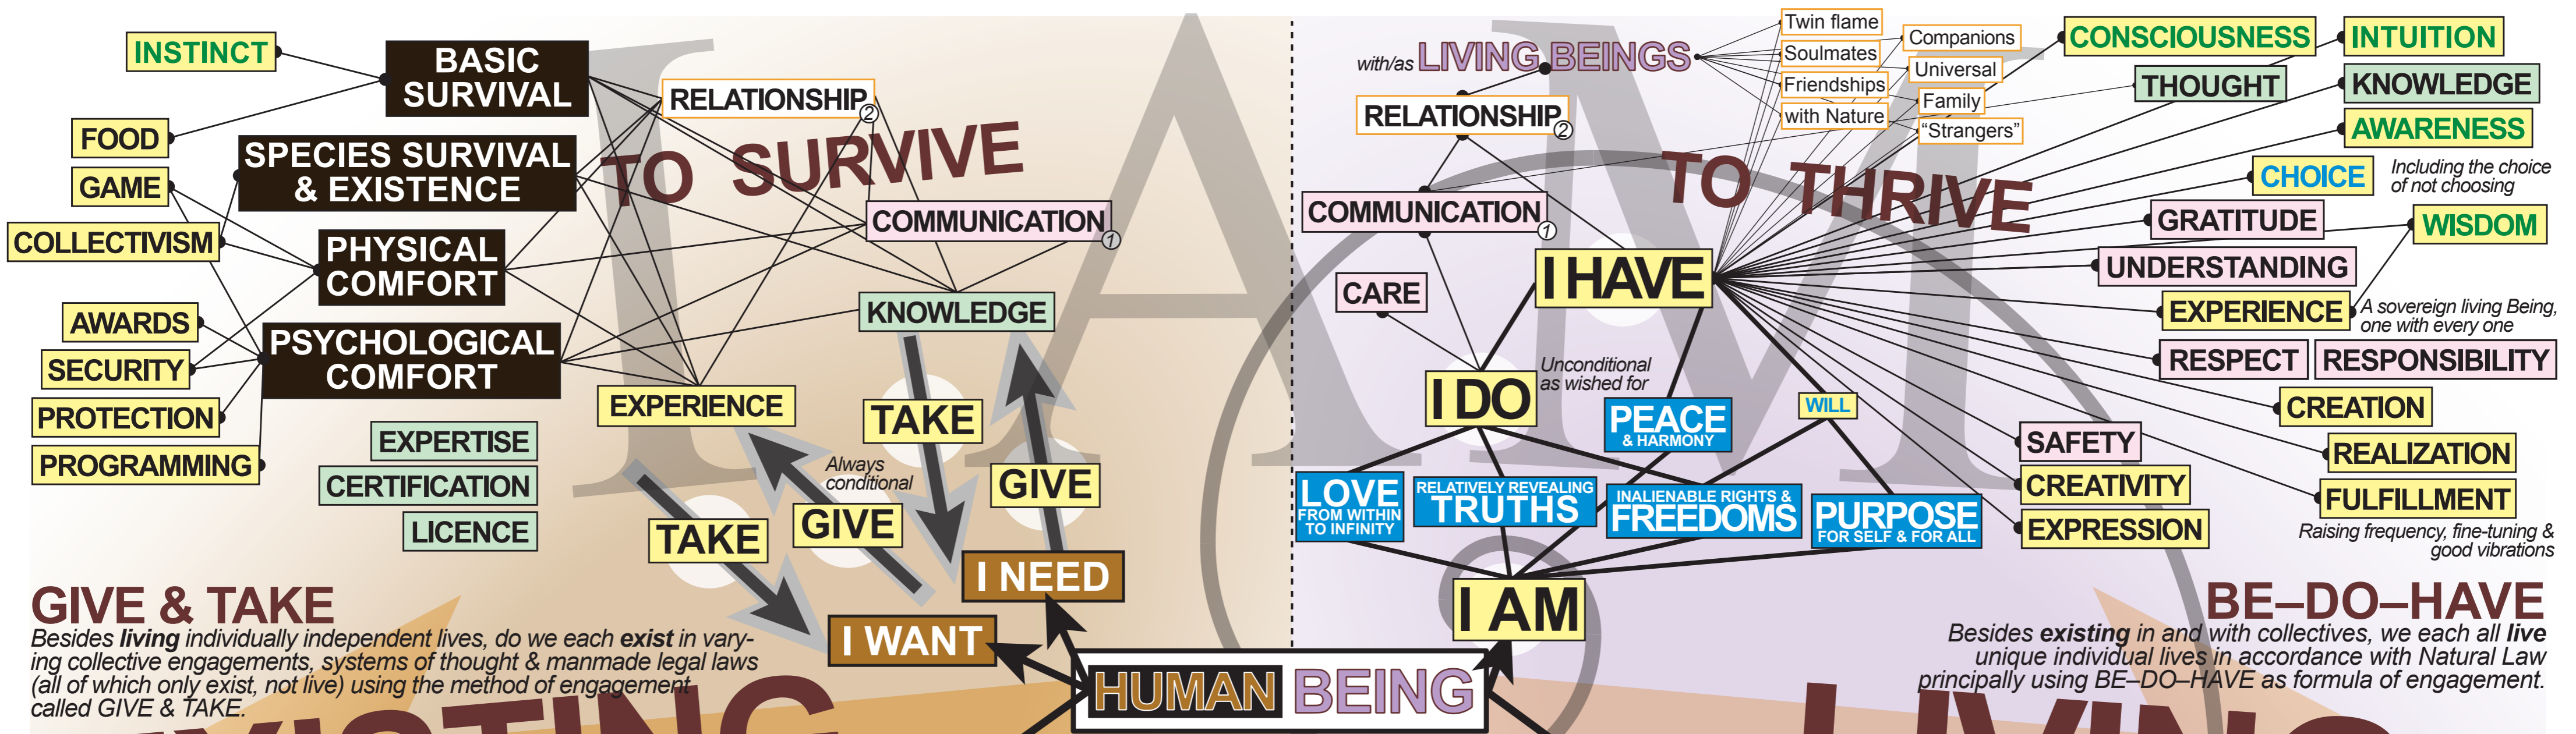 INSTINCT
BASIC
SURVIVAL
FOOD
SPECIES SURVIVAL
& EXISTENCE
GAME
COLLECTIVISM
PHYSICAL
COMFORT
AWARDS
SECURITY
PSYCHOLOGICAL
COMFORT
PROTECTION
PROGRAMMING
EXPERTISE
CERTIFICATION
LICENCE
RELATIONSHIP
2
TO SURVIVE
COMMUNICATION
1
KNOWLEDGE
EXPERIENCE
TAKE
GIVE
Always
conditional
TAKE
GIVE
I NEED
I WANT
GIVE & TAKE
Besides living individually independent lives, do we each exist in vary-
ing collective engagements, systems of thought & manmade legal laws
(all of which only exist, not live) using the method of engagement
called GIVE & TAKE.
EXISTING
I AM
HUMAN BEING
with/as LIVING BEINGS
RELATIONSHIP
2
Twin flame
Soulmates
Friendships
with Nature
Companions
Universal
Family
“Strangers”
TO THRIVE
COMMUNICATION
1
CARE
I HAVE
I DO
Unconditional
as wished for
PEACE
& HARMONY
WILL
LOVE
FROM WITHIN
TO INFINITY
RELATIVELY REVEALING
TRUTHS
INALIENABLE RIGHTS &
FREEDOMS
PURPOSE
FOR SELF & FOR ALL
I AM
CONSCIOUSNESS
INTUITION
THOUGHT
KNOWLEDGE
AWARENESS
CHOICE
Including the choice
of not choosing
GRATITUDE
WISDOM
UNDERSTANDING
EXPERIENCE
A sovereign living Being,
one with every one
RESPECT
RESPONSIBILITY
CREATION
SAFETY
REALIZATION
CREATIVITY
FULFILLMENT
EXPRESSION
Raising frequency, fine-tuning &
good vibrations
BE–DO–HAVE
Besides existing in and with collectives, we each all live
unique individual lives in accordance with Natural Law
principally using BE–DO–HAVE as formula of engagement.
LIVING